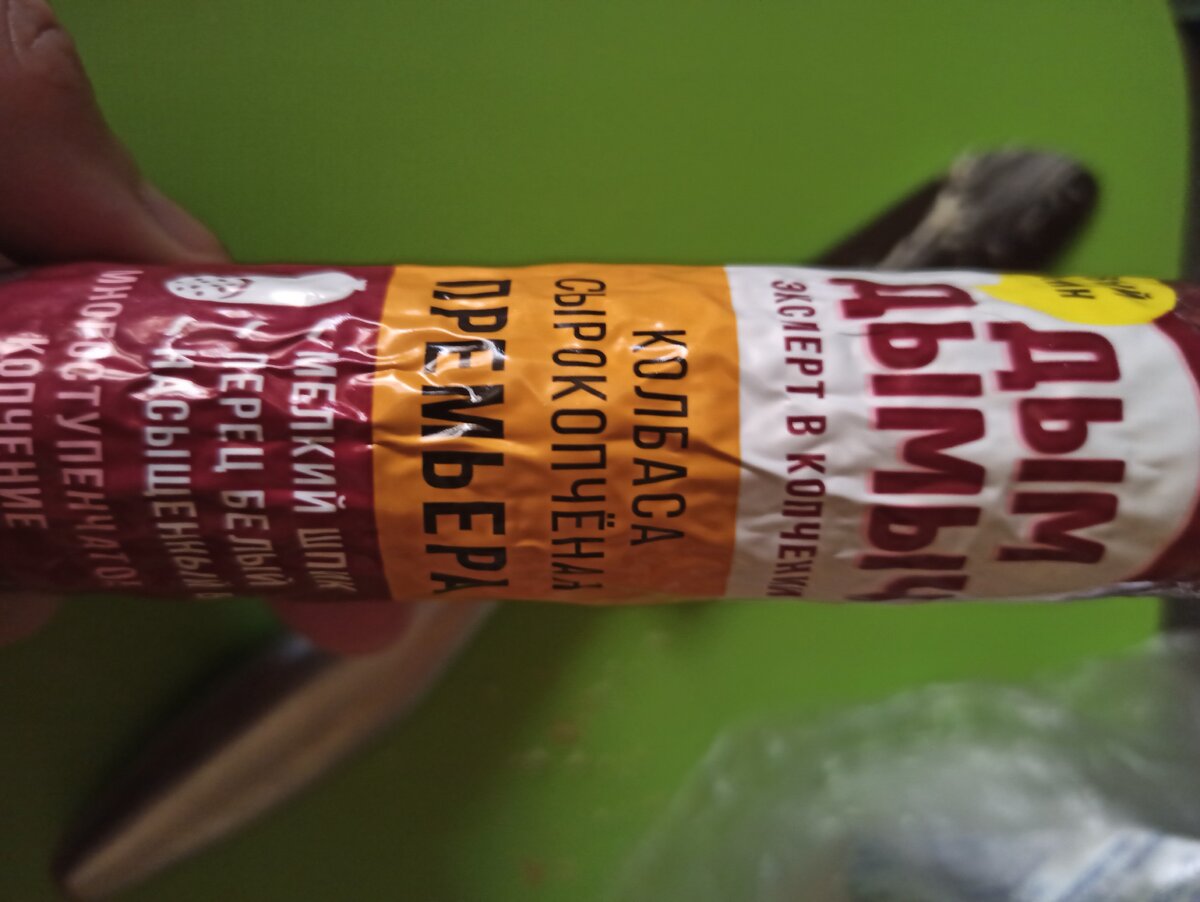 ДЫМ
ДЫМЫЧ
ЭКСПЕРТ В КОПЧЕНИИ
КОЛБАСА
СЫРОКОПЧЁНАЯ
ПРЕМЬЕРА
МЕЛКИЙ ШПИК
ПЕРЕЦ БЕЛЫЙ
НАСЫЩЕННЫЙ
МНОГОСТУПЕНЧАТОЕ
КОПЧЕНИЕ